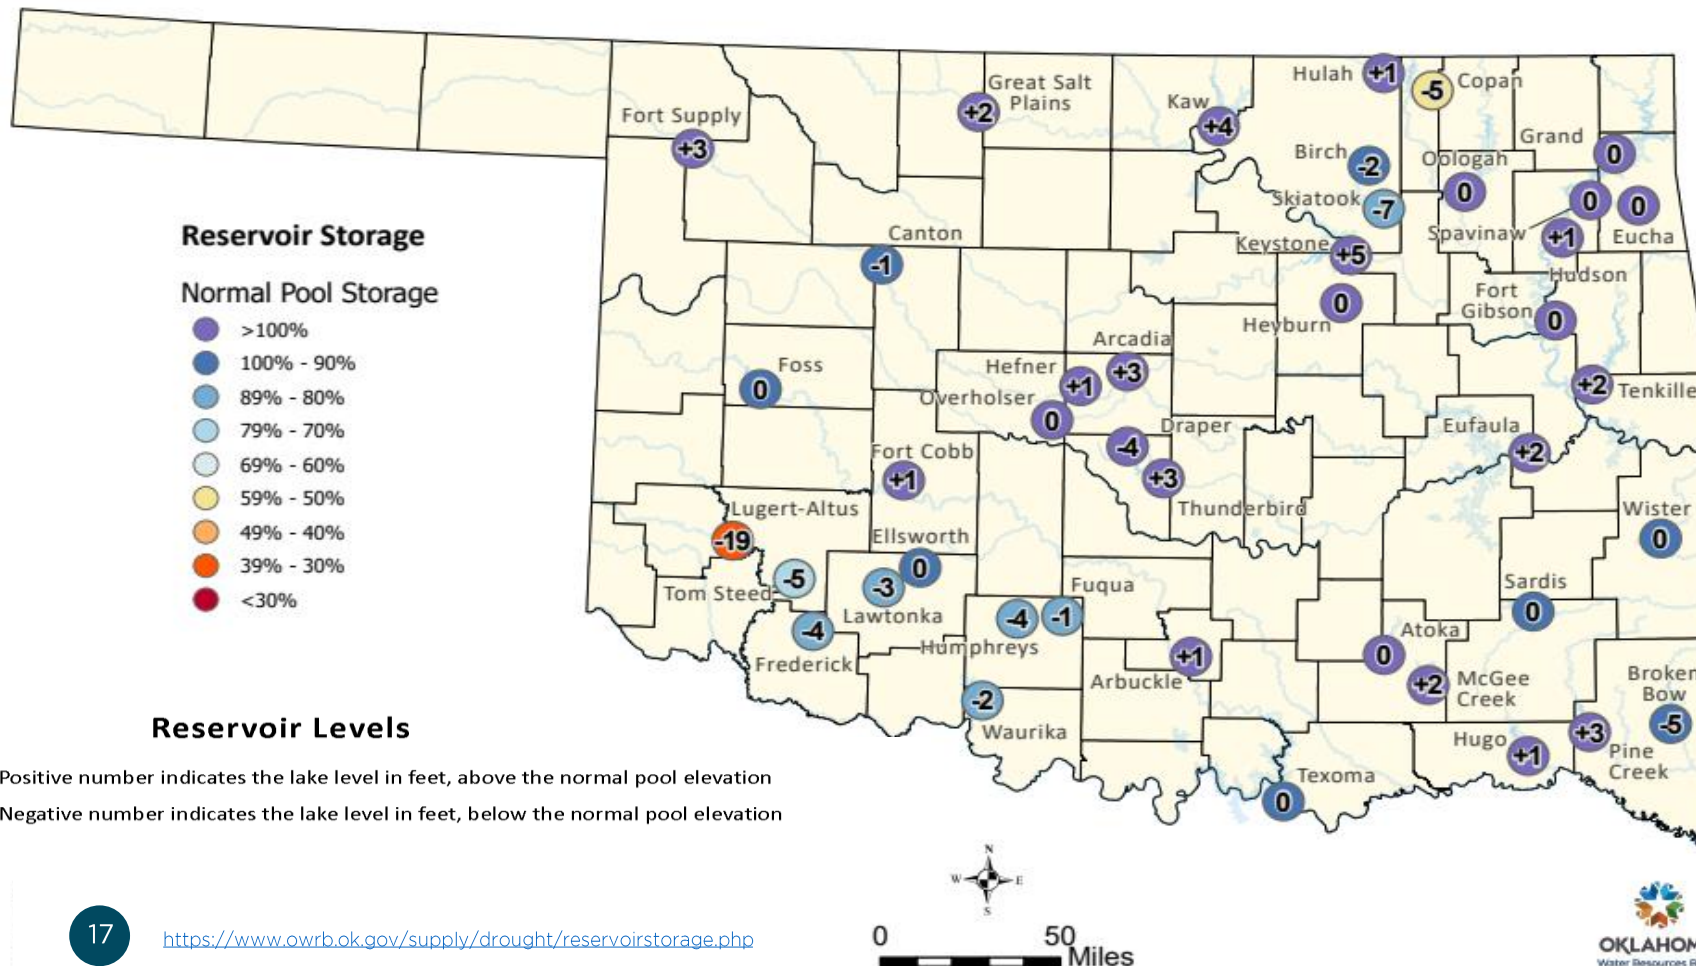 Hulah
+1
-5
Copan
Great Salt
Plains
+2
Kaw
+4
Fort Supply
+3
Grand
0
Birch
-2
Oologah
0
Skiatook
-7
0
0
Spavinaw
+1
Eucha
Hudson
Reservoir Storage
Normal Pool Storage
>100%
100% - 90%
89% - 80%
79% - 70%
69% - 60%
59% - 50%
49% - 40%
39% - 30%
<30%
Canton
-1
Keystone
+5
0
Heyburn
Fort
Gibson
0
Arcadia
+3
Hefner
+1
Overholser
0
Foss
0
+2
Tenkille
Draper
-4
Eufaula
+2
Fort Cobb
+1
+3
Thunderbird
Lugert-Altus
-19
Wister
0
Ellsworth
0
Tom Steed
-5
-3
Lawtonka
Fuqua
-4
-1
Humphreys
Sardis
0
-4
Frederick
Atoka
0
+1
Arbuckle
+2
McGee
Creek
Broken
Bow
-5
-2
Waurika
Hugo
+1
+3
Pine
Creek
Texoma
0
Reservoir Levels
Positive number indicates the lake level in feet, above the normal pool elevation
Negative number indicates the lake level in feet, below the normal pool elevation
N
W
E
S
0
50
Miles
17
https://www.owrb.ok.gov/supply/drought/reservoirstorage.php
OKLAHOM
Water Resources B